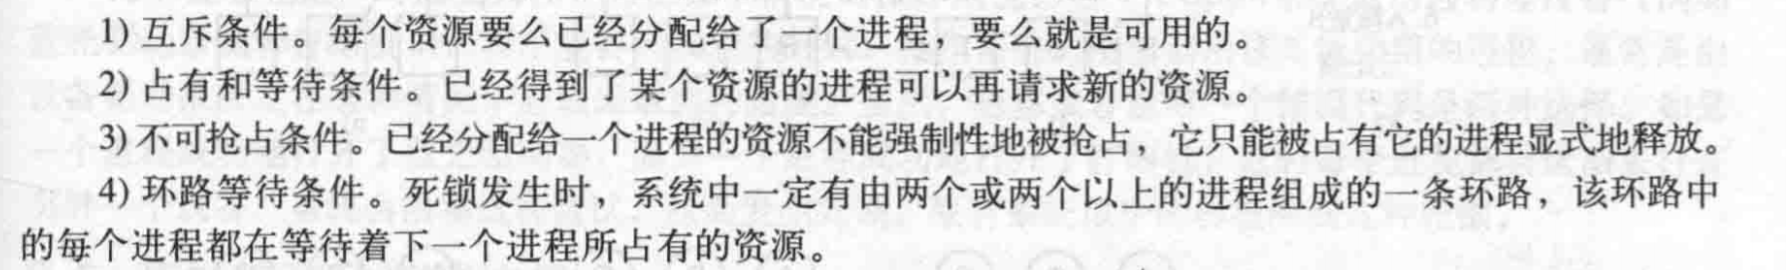 1) 互斥条件。每个资源要么已经分配给了一个进程，要么就是可用的。
2) 占有和等待条件。已经得到了某个资源的进程可以再请求新的资源。
3) 不可抢占条件。已经分配给一个进程的资源不能强制性地被抢占，它只能被占有它的进程显式地释放。
4) 环路等待条件。死锁发生时，系统中一定有由两个或两个以上的进程组成的一条环路，该环路中
的每个进程都在等待着下一个进程所占有的资源。